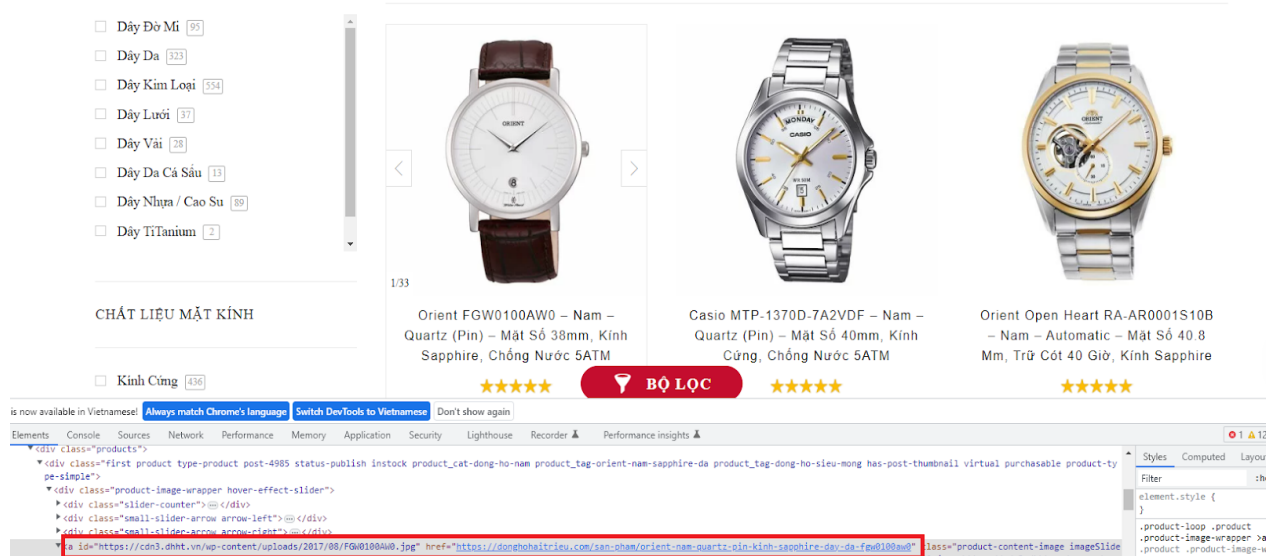 Dây Đờ Mi 95
Dây Da 323
Dây Kim Loại 554
Dây Lưới 37
Dây Vải 28
Dây Da Cá Sấu 13
Dây Nhựa / Cao Su 89
Dây TiTanium 2
CHẤT LIỆU MẶT KÍNH
Kính Cứng 436
ORIENT
1/33
Orient FGW0100AW0 – Nam –
Quartz (Pin) – Mặt Số 38mm, Kính
Sapphire, Chống Nước 5ATM
MONDAY
CASIO
15
Casio MTP-1370D-7A2VDF – Nam –
Quartz (Pin) – Mặt Số 40mm, Kính
Cứng, Chống Nước 5ATM
ORIENT
Orient Open Heart RA-AR0001S10B
– Nam – Automatic – Mặt Số 40.8
Mm, Trữ Cót 40 Giờ, Kính Sapphire
BỘ LỌC
is now available in Vietnamese! Always match Chrome's language Switch DevTools to Vietnamese Don't show again
Elements Console Sources Network Performance Memory Application Security Lighthouse Recorder Performance insights 1 12
<div class="products">
<div class="first product type-product post-4985 status-publish instock product_cat-dong-ho-nam product_tag-orient-nam-sapphire-da product_tag-dong-ho-sieu-mong has-post-thumbnail virtual purchasable product-ty
pe-simple">
<div class="product-image-wrapper hover-effect-slider">
<div class="slider-counter">…</div>
<div class="small-slider-arrow arrow-left">…</div>
<div class="small-slider-arrow arrow-right">…</div>
<a id="https://cdn3.dhht.vn/wp-content/uploads/2017/08/FGW0100AW0.jpg" href="https://donghohaitrieu.com/san-pham/orient-nam-quartz-pin-kinh-sapphire-day-da-fgw0100aw0" class="product-content-image imageSlide
Styles Computed Layou
Filter :ho
element.style {
}
.product-loop .product
.product-image-wrapper >a
.product .product-image-w